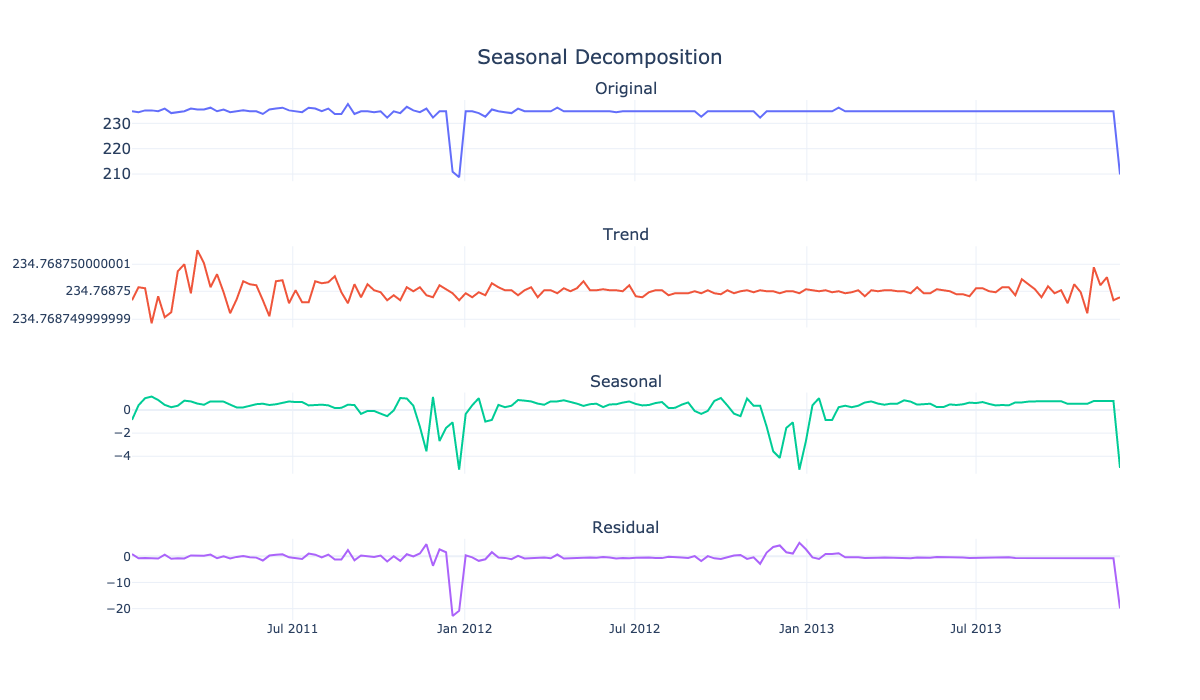 Seasonal Decomposition
Original
230
220
210
Trend
234.768750000001
234.76875
234.768749999999
Seasonal
0
−2
−4
Residual
0
−10
−20
Jul 2011 Jan 2012 Jul 2012 Jan 2013 Jul 2013